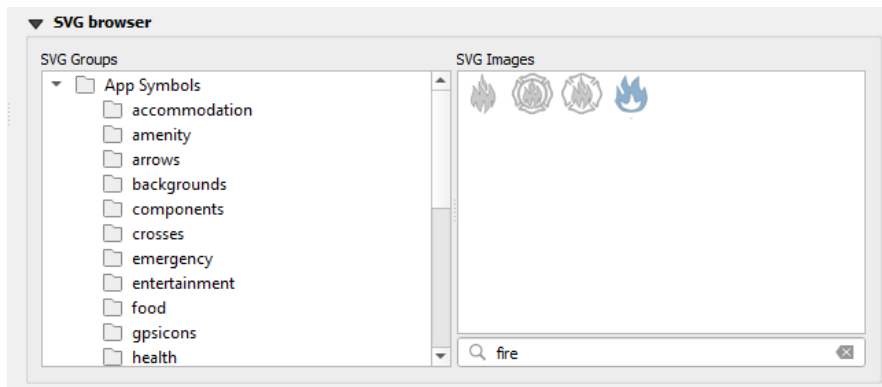 SVG browser
SVG Groups
App Symbols
accommodation
amenity
arrows
backgrounds
components
crosses
emergency
entertainment
food
gpsicons
health
SVG Images
fire